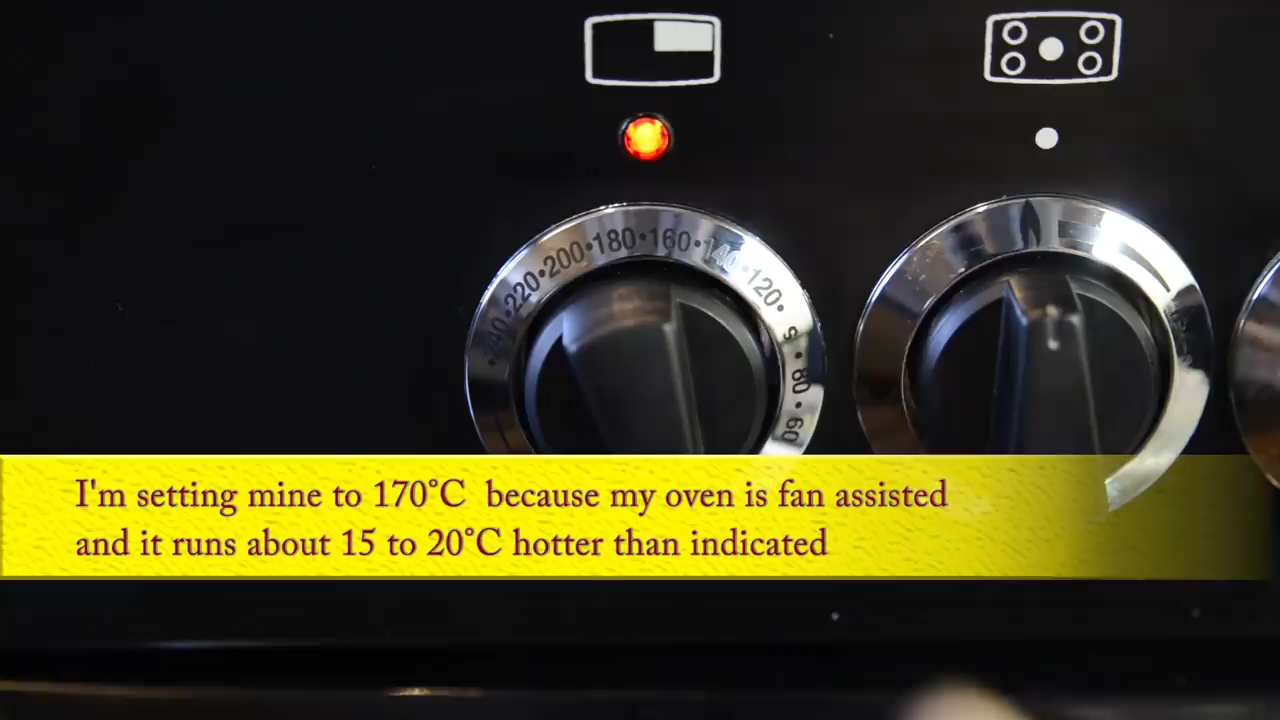 240•220•200•180•160•140•120• S • 80 • 60
I'm setting mine to 170°C because my oven is fan assisted
and it runs about 15 to 20°C hotter than indicated